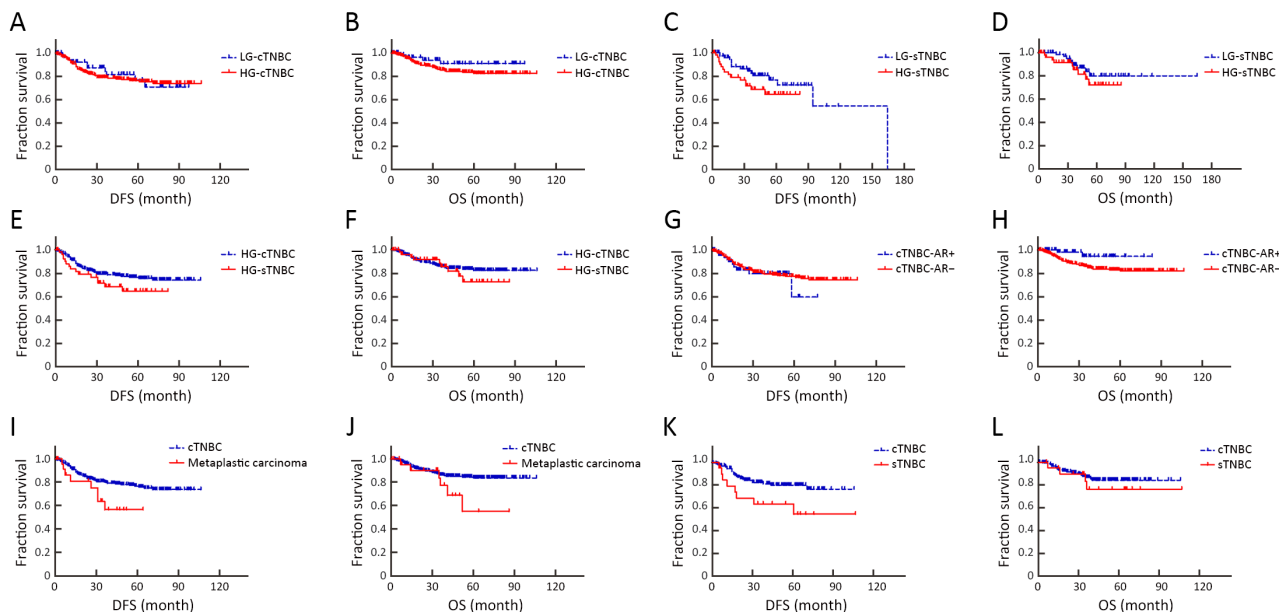 A
LG-cTNBC
HG-cTNBC
Fraction survival
1.0
0.8
0.6
0.4
0.2
0
0 30 60 90 120
DFS (month)
B
LG-cTNBC
HG-cTNBC
Fraction survival
1.0
0.8
0.6
0.4
0.2
0
0 30 60 90 120
OS (month)
C
LG-sTNBC
HG-sTNBC
Fraction survival
1.0
0.8
0.6
0.4
0.2
0
0 30 60 90 120 150 180
DFS (month)
D
LG-sTNBC
HG-sTNBC
Fraction survival
1.0
0.8
0.6
0.4
0.2
0
0 30 60 90 120 150 180
OS (month)
E
HG-cTNBC
HG-sTNBC
Fraction survival
1.0
0.8
0.6
0.4
0.2
0
0 30 60 90 120
DFS (month)
F
HG-cTNBC
HG-sTNBC
Fraction survival
1.0
0.8
0.6
0.4
0.2
0
0 30 60 90 120
OS (month)
G
cTNBC-AR+
cTNBC-AR−
Fraction survival
1.0
0.8
0.6
0.4
0.2
0
0 30 60 90 120
DFS (month)
H
cTNBC-AR+
cTNBC-AR−
Fraction survival
1.0
0.8
0.6
0.4
0.2
0
0 30 60 90 120
OS (month)
I
cTNBC
Metaplastic carcinoma
Fraction survival
1.0
0.8
0.6
0.4
0.2
0
0 30 60 90 120
DFS (month)
J
cTNBC
Metaplastic carcinoma
Fraction survival
1.0
0.8
0.6
0.4
0.2
0
0 30 60 90 120
OS (month)
K
cTNBC
sTNBC
Fraction survival
1.0
0.8
0.6
0.4
0.2
0
0 30 60 90 120
DFS (month)
L
cTNBC
sTNBC
Fraction survival
1.0
0.8
0.6
0.4
0.2
0
0 30 60 90 120
OS (month)